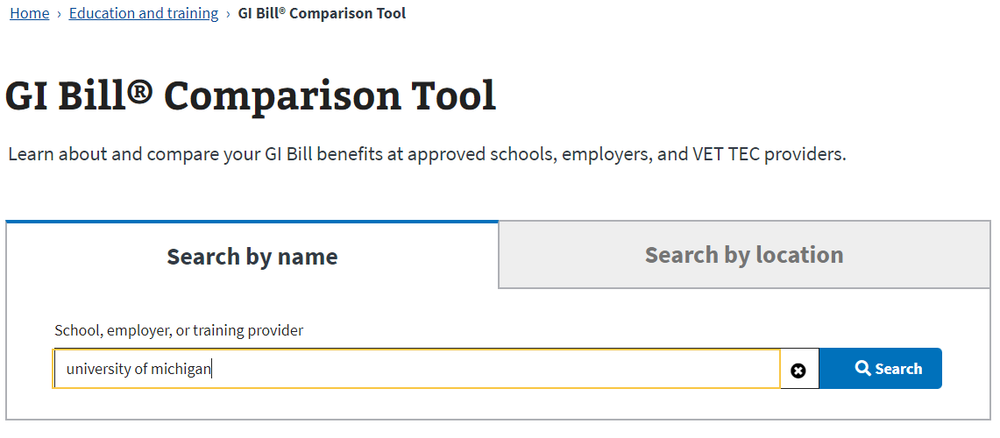 Home › Education and training › GI Bill® Comparison Tool
GI Bill® Comparison Tool
Learn about and compare your GI Bill benefits at approved schools, employers, and VET TEC providers.
Search by name
Search by location
School, employer, or training provider
university of michigan
Search